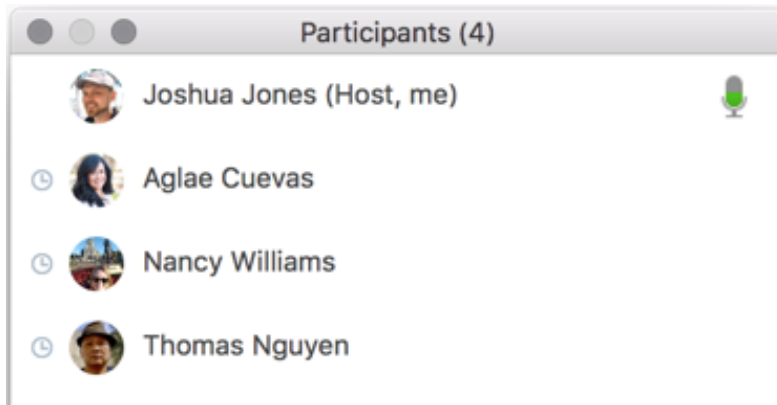 Participants (4)
Joshua Jones (Host, me)
Aglae Cuevas
Nancy Williams
Thomas Nguyen